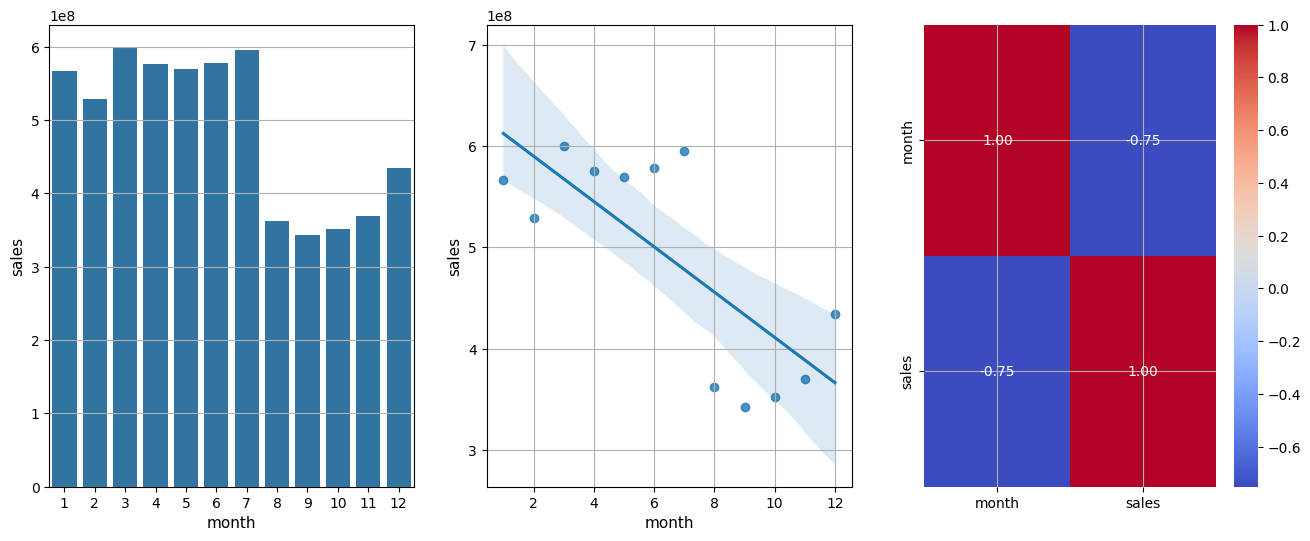 1e8
6
5
4
3
2
1
0
sales
1 2 3 4 5 6 7 8 9 10 11 12
month
1e8
7
6
5
4
3
sales
2 4 6 8 10 12
month
month
sales
1.00 -0.75
-0.75 1.00
month sales
1.0
0.8
0.6
0.4
0.2
0.0
−0.2
−0.4
−0.6